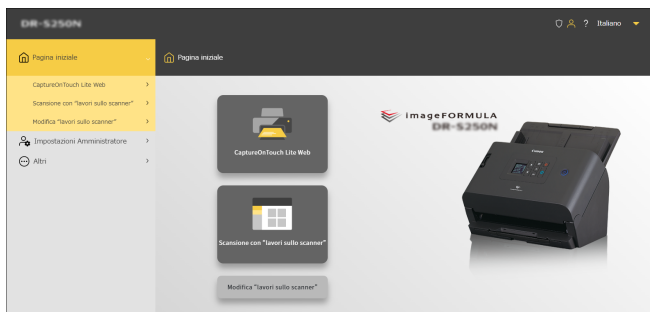 DR-S250N
? Italiano
Pagina iniziale
Pagina iniziale
CaptureOnTouch Lite Web
Scansione con "lavori sullo scanner"
Modifica "lavori sullo scanner"
Impostazioni Amministratore
Altri
CaptureOnTouch Lite Web
Scansione con "lavori sullo scanner"
Modifica "lavori sullo scanner"
imageFORMULA
DR-S250N
Canon